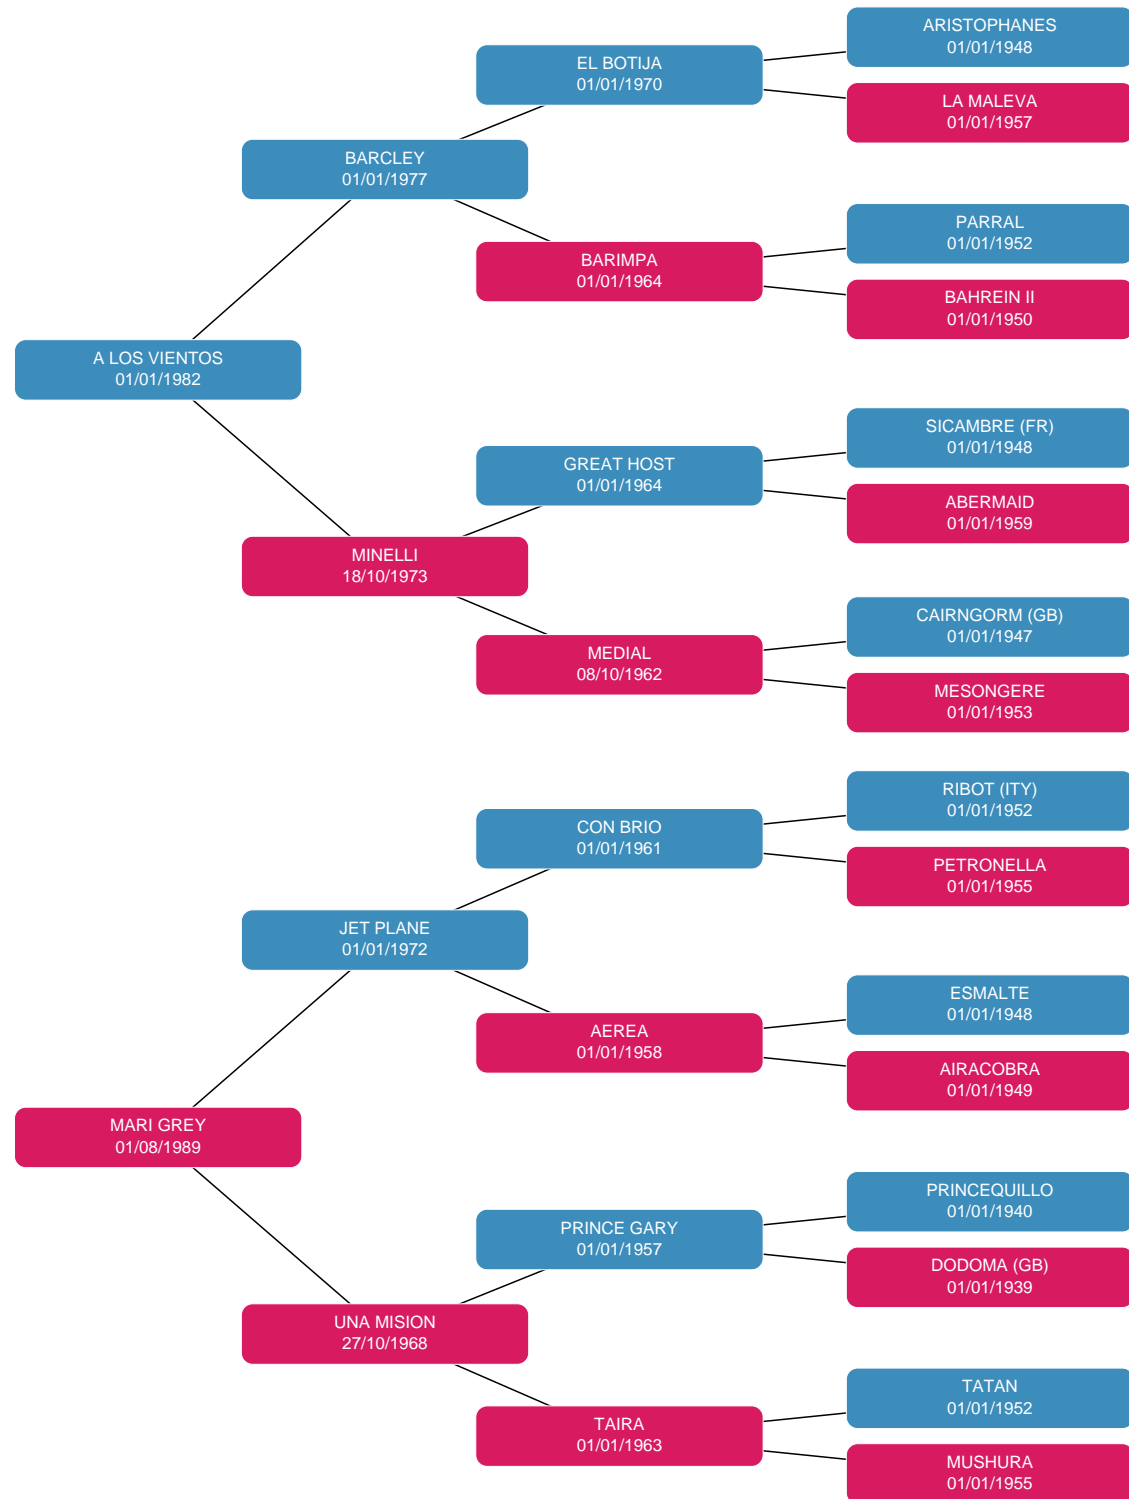 ARISTOPHANES
01/01/1948
EL BOTIJA
01/01/1970
LA MALEVA
01/01/1957
BARCLEY
01/01/1977
PARRAL
01/01/1952
BARIMPA
01/01/1964
BAHREIN II
01/01/1950
A LOS VIENTOS
01/01/1982
SICAMBRE (FR)
01/01/1948
GREAT HOST
01/01/1964
ABERMAID
01/01/1959
MINELLI
18/10/1973
CAIRNGORM (GB)
01/01/1947
MEDIAL
08/10/1962
MESONGERE
01/01/1953
RIBOT (ITY)
01/01/1952
CON BRIO
01/01/1961
PETRONELLA
01/01/1955
JET PLANE
01/01/1972
ESMALTE
01/01/1948
AEREA
01/01/1958
AIRACOBRA
01/01/1949
MARI GREY
01/08/1989
PRINCEQUILLO
01/01/1940
PRINCE GARY
01/01/1957
DODOMA (GB)
01/01/1939
UNA MISION
27/10/1968
TATAN
01/01/1952
TAIRA
01/01/1963
MUSHURA
01/01/1955